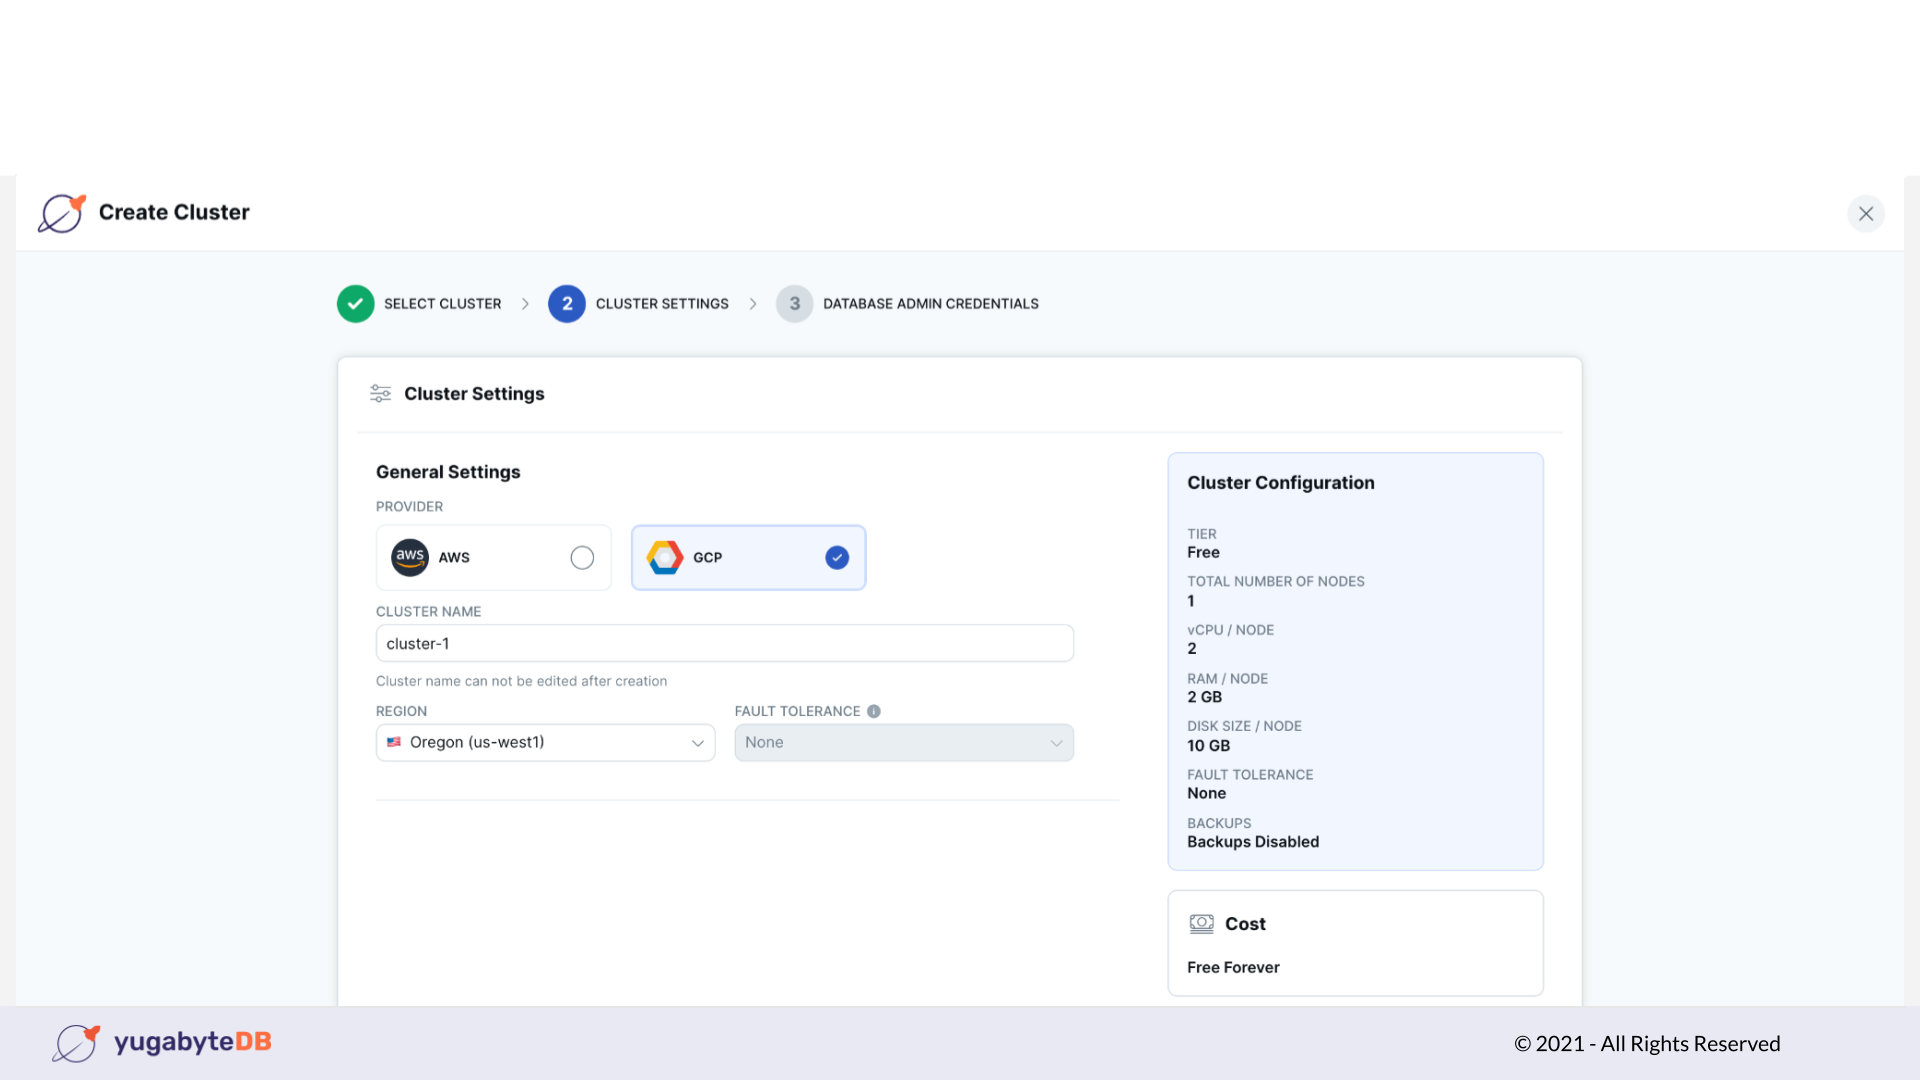 Create Cluster
SELECT CLUSTER
2 CLUSTER SETTINGS
3 DATABASE ADMIN CREDENTIALS
Cluster Settings
General Settings
PROVIDER
aws AWS
GCP
CLUSTER NAME
cluster-1
Cluster name can not be edited after creation
REGION
Oregon (us-west1)
FAULT TOLERANCE
None
Cluster Configuration
TIER
Free
TOTAL NUMBER OF NODES
1
vCPU / NODE
2
RAM / NODE
2 GB
DISK SIZE / NODE
10 GB
FAULT TOLERANCE
None
BACKUPS
Backups Disabled
Cost
Free Forever
yugabyteDB
© 2021 - All Rights Reserved